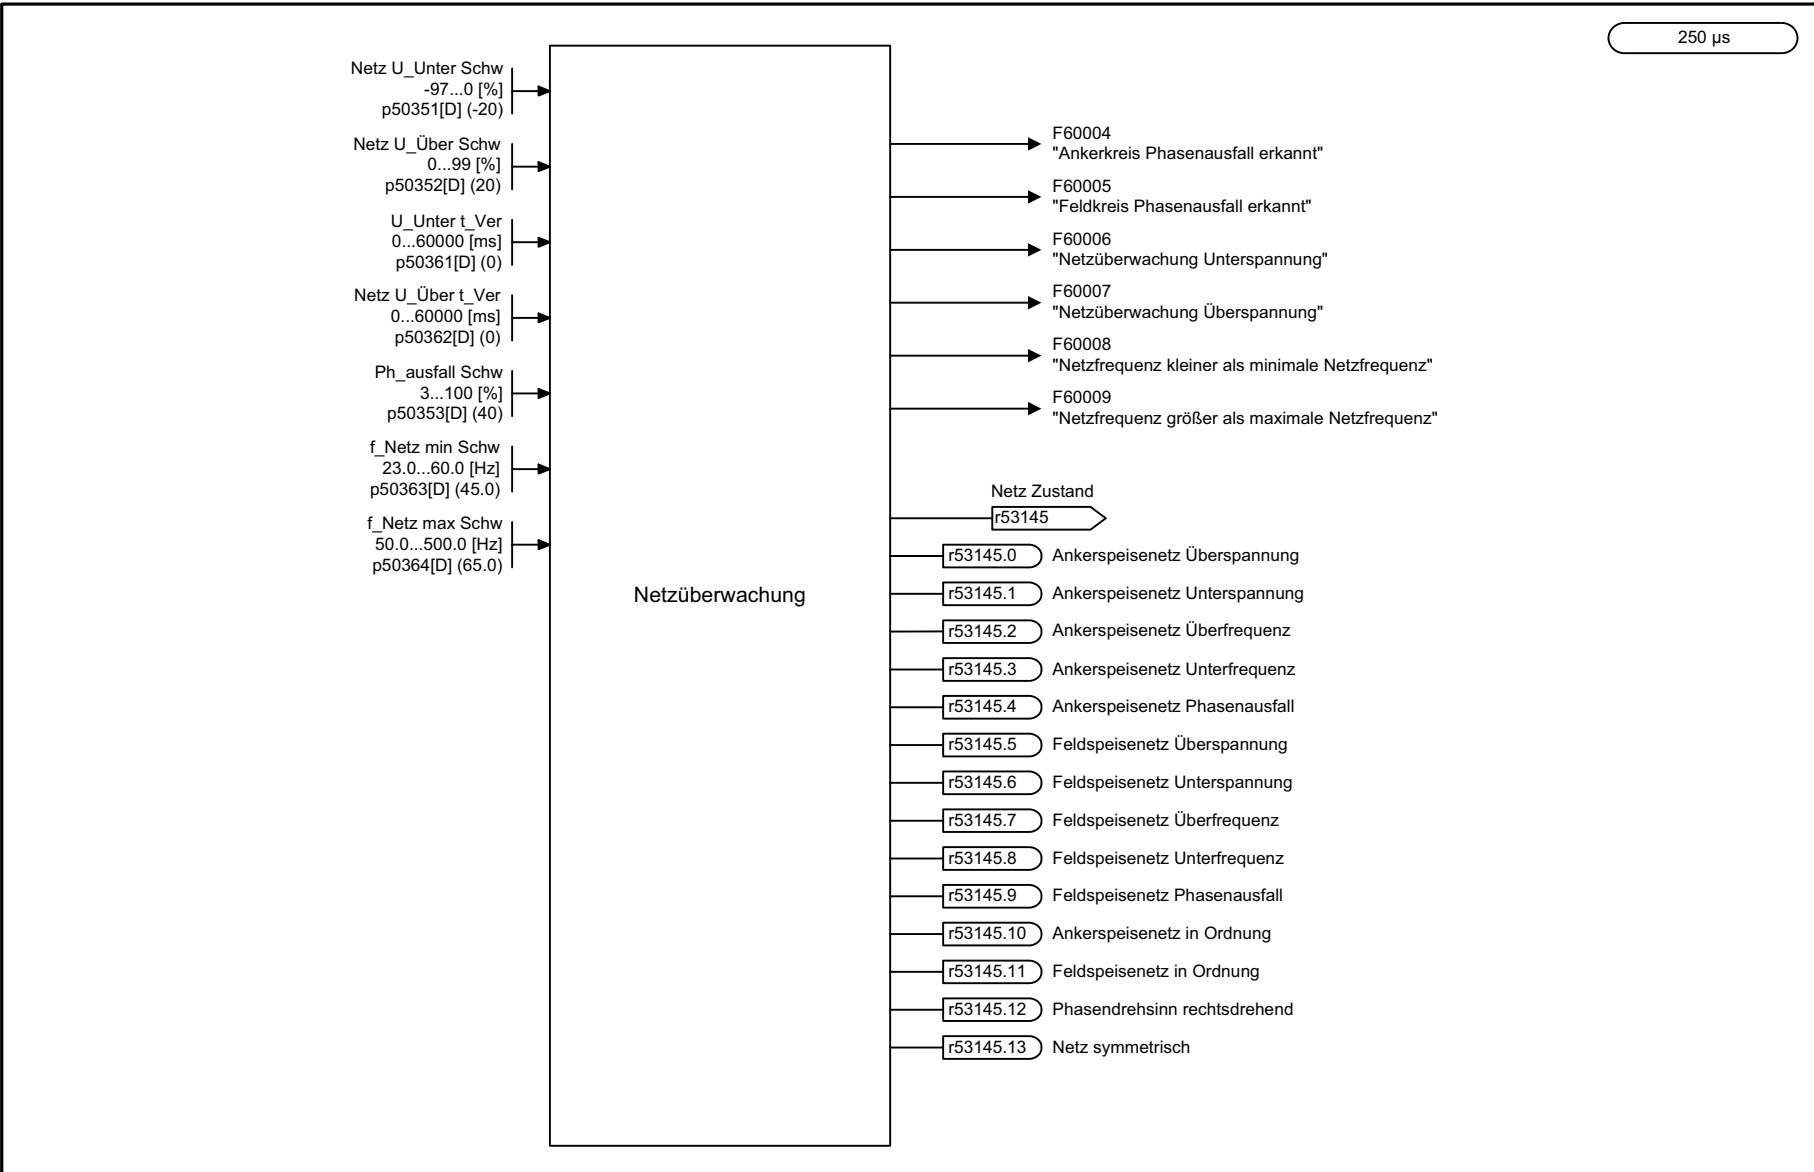 250 µs
Netz U_Unter Schw
-97...0 [%]
p50351[D] (-20)
Netz U_Über Schw
0...99 [%]
p50352[D] (20)
U_Unter t_Ver
0...60000 [ms]
p50361[D] (0)
Netz U_Über t_Ver
0...60000 [ms]
p50362[D] (0)
Ph_ausfall Schw
3...100 [%]
p50353[D] (40)
f_Netz min Schw
23.0...60.0 [Hz]
p50363[D] (45.0)
f_Netz max Schw
50.0...500.0 [Hz]
p50364[D] (65.0)
Netzüberwachung
F60004
"Ankerkreis Phasenausfall erkannt"
F60005
"Feldkreis Phasenausfall erkannt"
F60006
"Netzüberwachung Unterspannung"
F60007
"Netzüberwachung Überspannung"
F60008
"Netzfrequenz kleiner als minimale Netzfrequenz"
F60009
"Netzfrequenz größer als maximale Netzfrequenz"
Netz Zustand
r53145
r53145.0 Ankerspeisenetz Überspannung
r53145.1 Ankerspeisenetz Unterspannung
r53145.2 Ankerspeisenetz Überfrequenz
r53145.3 Ankerspeisenetz Unterfrequenz
r53145.4 Ankerspeisenetz Phasenausfall
r53145.5 Feldspeisenetz Überspannung
r53145.6 Feldspeisenetz Unterspannung
r53145.7 Feldspeisenetz Überfrequenz
r53145.8 Feldspeisenetz Unterfrequenz
r53145.9 Feldspeisenetz Phasenausfall
r53145.10 Ankerspeisenetz in Ordnung
r53145.11 Feldspeisenetz in Ordnung
r53145.12 Phasendrehsinn rechtsdrehend
r53145.13 Netz symmetrisch